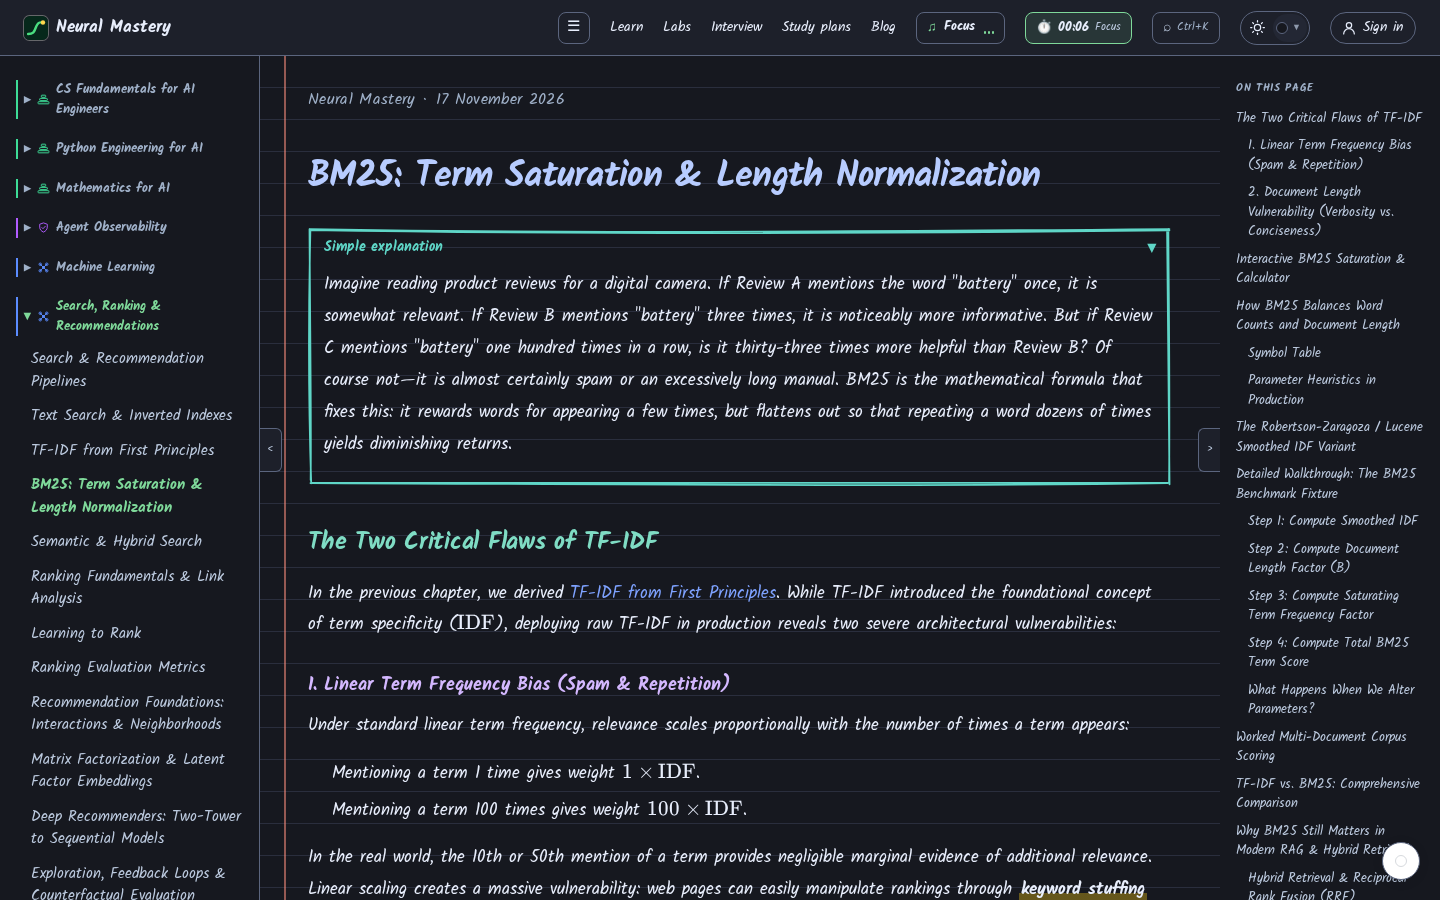 Neural Mastery
☰
Learn
Labs
Interview
Study plans
Blog
♫ Focus ...
00:06 Focus
Ctrl+K
Sign in
▶ CS Fundamentals for AI
Engineers
▶ Python Engineering for AI
▶ Mathematics for AI
▶ Agent Observability
▶ Machine Learning
▼ Search, Ranking &
Recommendations
Search & Recommendation
Pipelines
Text Search & Inverted Indexes
TF-IDF from First Principles
BM25: Term Saturation &
Length Normalization
Semantic & Hybrid Search
Ranking Fundamentals & Link
Analysis
Learning to Rank
Ranking Evaluation Metrics
Recommendation Foundations:
Interactions & Neighborhoods
Matrix Factorization & Latent
Factor Embeddings
Deep Recommenders: Two-Tower
to Sequential Models
Exploration, Feedback Loops &
Counterfactual Evaluation
<
Neural Mastery · 17 November 2026
BM25: Term Saturation & Length Normalization
Simple explanation ▼
Imagine reading product reviews for a digital camera. If Review A mentions the word "battery" once, it is
somewhat relevant. If Review B mentions "battery" three times, it is noticeably more informative. But if Review
C mentions "battery" one hundred times in a row, is it thirty-three times more helpful than Review B? Of
course not—it is almost certainly spam or an excessively long manual. BM25 is the mathematical formula that
fixes this: it rewards words for appearing a few times, but flattens out so that repeating a word dozens of times
yields diminishing returns.
The Two Critical Flaws of TF-IDF
In the previous chapter, we derived TF-IDF from First Principles. While TF-IDF introduced the foundational concept
of term specificity (IDF), deploying raw TF-IDF in production reveals two severe architectural vulnerabilities:
1. Linear Term Frequency Bias (Spam & Repetition)
Under standard linear term frequency, relevance scales proportionally with the number of times a term appears:
Mentioning a term 1 time gives weight 1 × IDF.
Mentioning a term 100 times gives weight 100 × IDF.
In the real world, the 10th or 50th mention of a term provides negligible marginal evidence of additional relevance.
Linear scaling creates a massive vulnerability: web pages can easily manipulate rankings through keyword stuffing
>
ON THIS PAGE
The Two Critical Flaws of TF-IDF
1. Linear Term Frequency Bias
(Spam & Repetition)
2. Document Length
Vulnerability (Verbosity vs.
Conciseness)
Interactive BM25 Saturation &
Calculator
How BM25 Balances Word
Counts and Document Length
Symbol Table
Parameter Heuristics in
Production
The Robertson-Zaragoza / Lucene
Smoothed IDF Variant
Detailed Walkthrough: The BM25
Benchmark Fixture
Step 1: Compute Smoothed IDF
Step 2: Compute Document
Length Factor (B)
Step 3: Compute Saturating
Term Frequency Factor
Step 4: Compute Total BM25
Term Score
What Happens When We Alter
Parameters?
Worked Multi-Document Corpus
Scoring
TF-IDF vs. BM25: Comprehensive
Comparison
Why BM25 Still Matters in
Modern RAG & Hybrid
Hybrid Retrieval & Reciprocal
Rank Fusion (RRF)